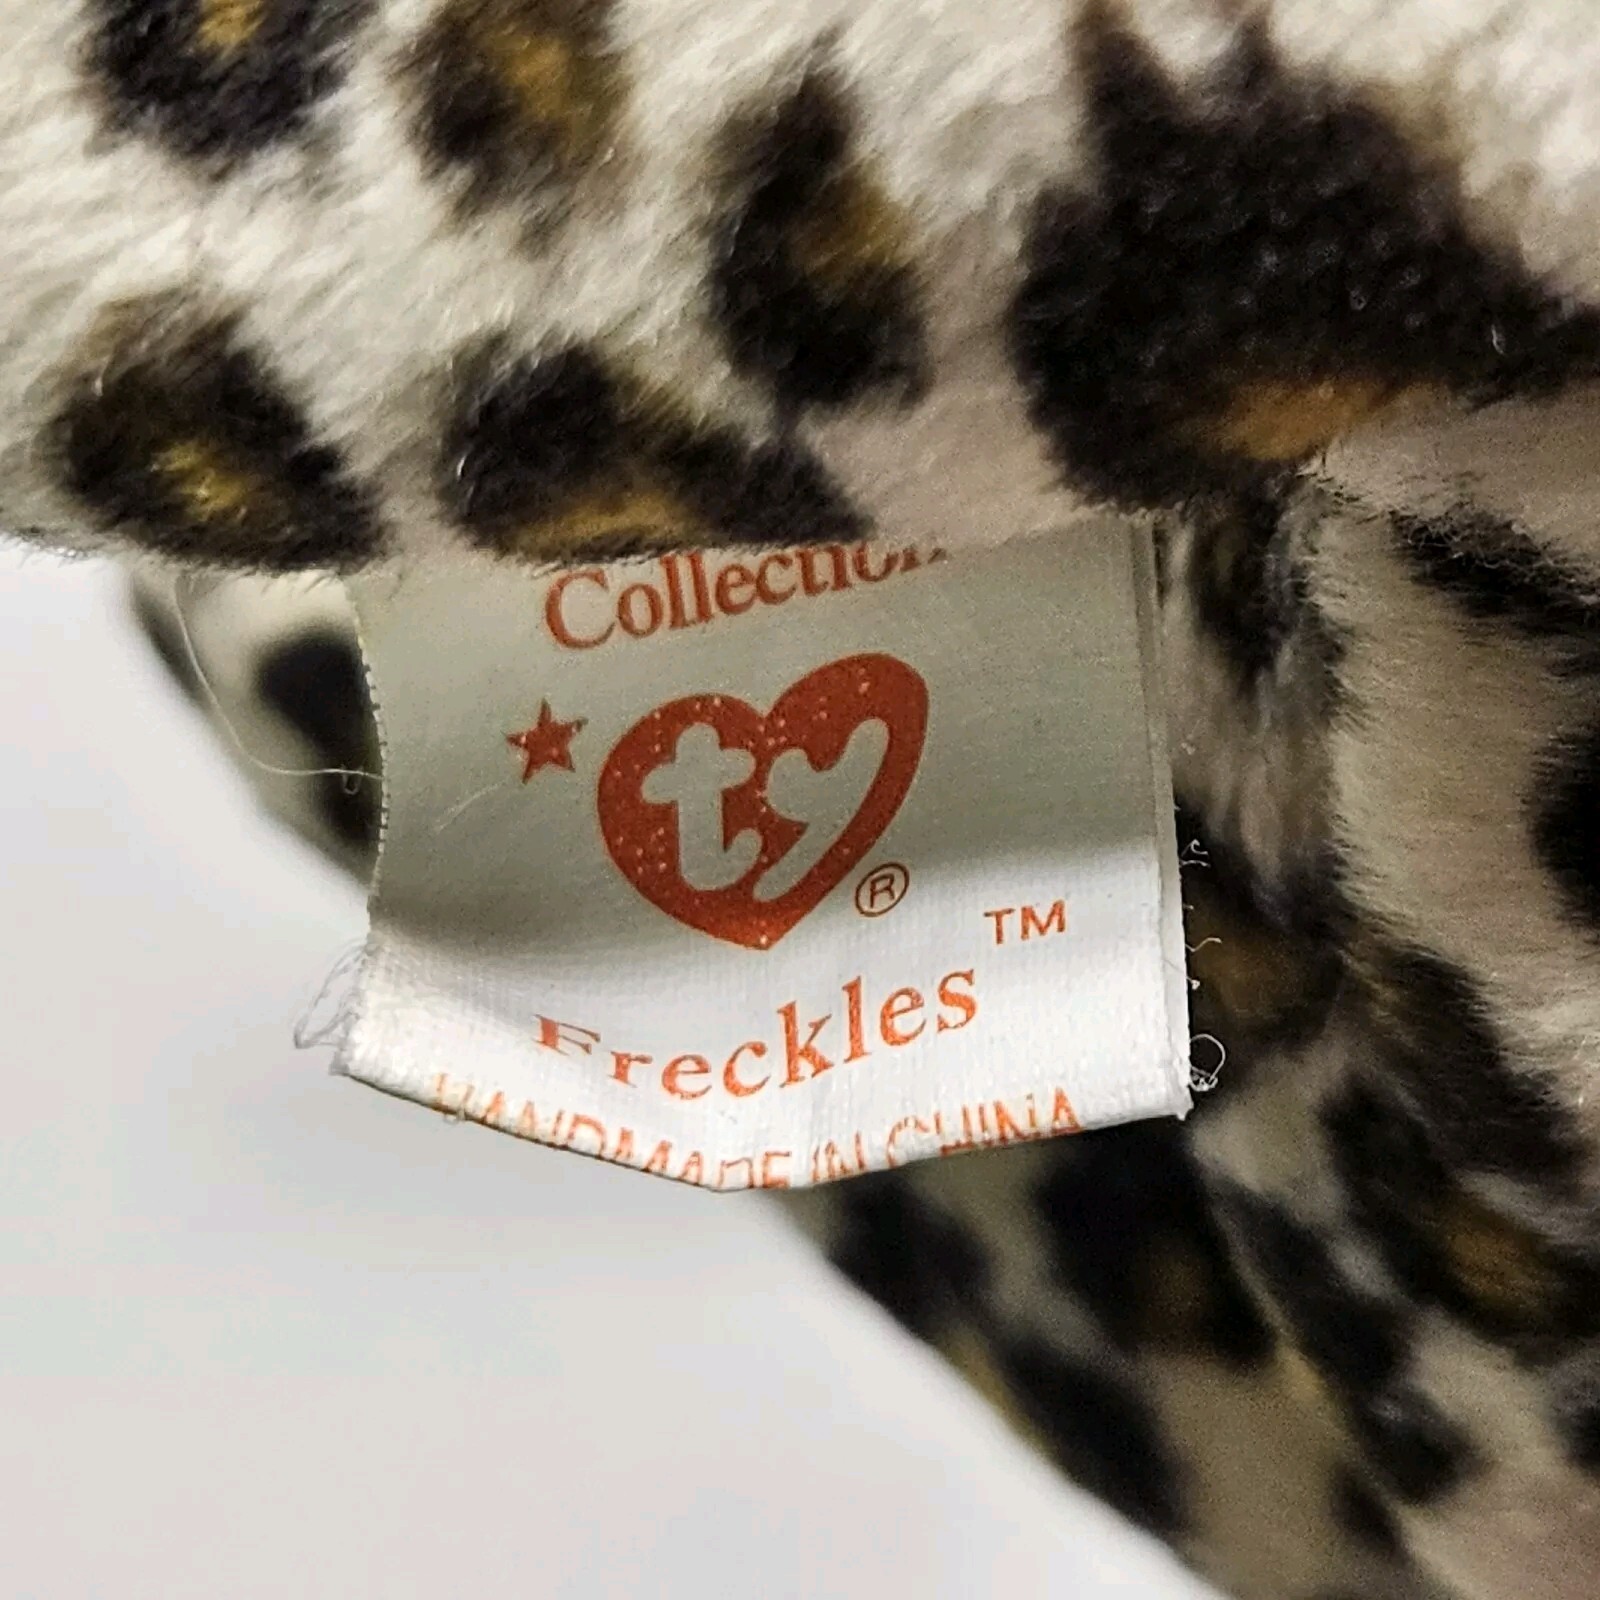 Collection
ty
®
TM
Freckles
HANDMADE IN CHINA